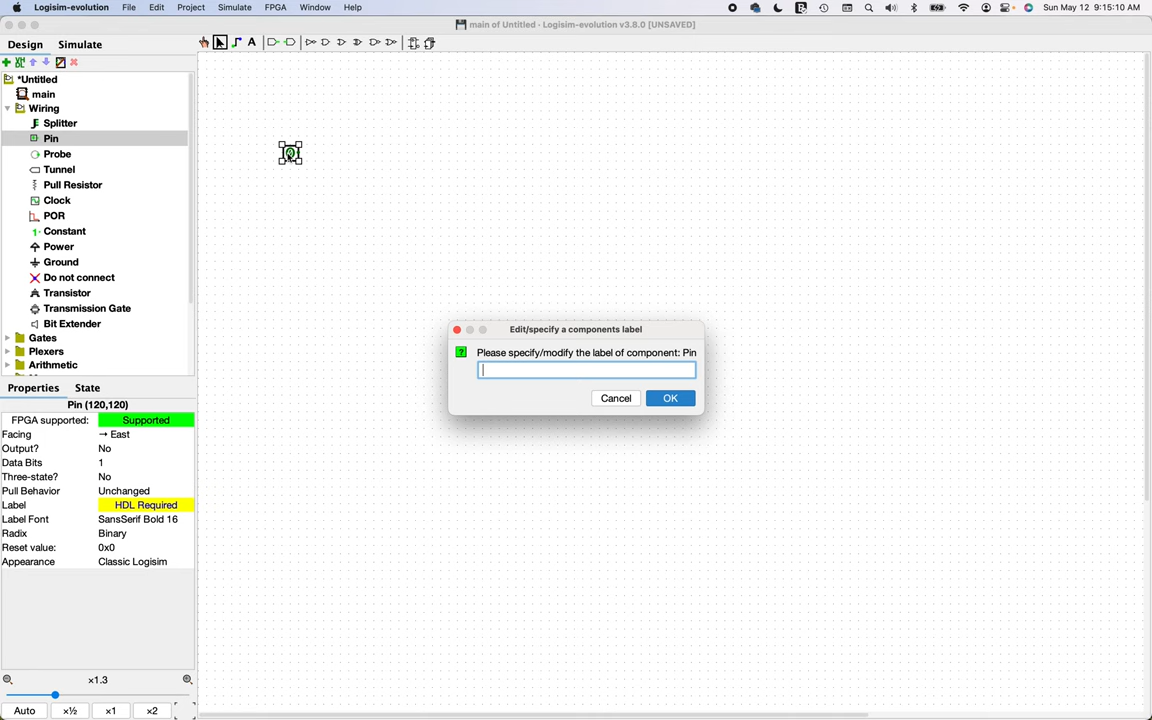 Logisim-evolution File Edit Project Simulate FPGA Window Help Sun May 12 9:15:10 AM
main of Untitled · Logisim-evolution v3.8.0 [UNSAVED]
Design Simulate
*Untitled
main
Wiring
Splitter
Pin
Probe
Tunnel
Pull Resistor
Clock
POR
Constant
Power
Ground
Do not connect
Transistor
Transmission Gate
Bit Extender
Gates
Plexers
Arithmetic
Edit/specify a components label
Please specify/modify the label of component: Pin
Cancel OK
Properties State
Pin (120,120)
FPGA supported: Supported
Facing → East
Output? No
Data Bits 1
Three-state? No
Pull Behavior Unchanged
Label HDL Required
Label Font SansSerif Bold 16
Radix Binary
Reset value: 0x0
Appearance Classic Logisim
x1.3
Auto x½ x1 x2